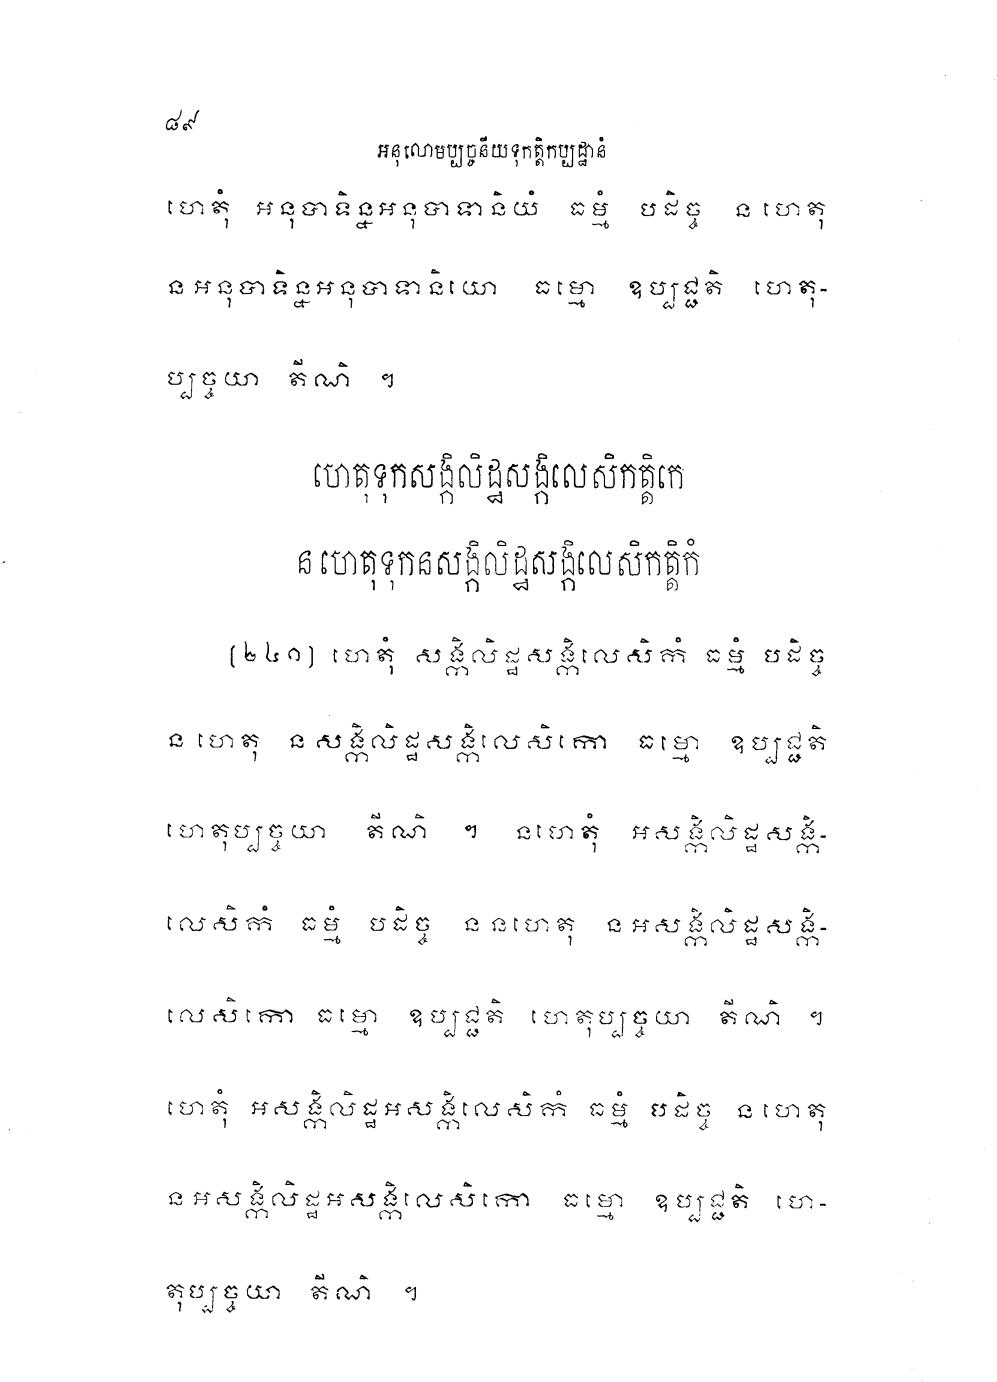 ៨៩
អនុលោមប្បច្ចនីយទុកត្តិកប្បដ្ឋានំ
ហេតុំ អនុបាទិន្នអនុបាទានិយំ ធម្មំ បដិច្ច ន ហេតុ
នអនុបាទិន្នអនុបាទានិយោ ធម្មោ ឧប្បជ្ជតិ ហេតុ-
ប្បច្ចយា តីណិ ។
ហេតុទុកសង្កិលិដ្ឋសង្កិលេសិកត្តិកេ
ន ហេតុទុកនសង្កិលិដ្ឋសង្កិលេសិកត្តិកំ
[២៤១] ហេតុំ សង្កិលិដ្ឋសង្កិលេសិកំ ធម្មំ បដិច្ច
ន ហេតុ ន សង្កិលិដ្ឋសង្កិលេសិកោ ធម្មោ ឧប្បជ្ជតិ
ហេតុប្បច្ចយា តីណិ ។ នហេតុំ អសង្កិលិដ្ឋសង្កិ-
លេសិកំ ធម្មំ បដិច្ច ននហេតុ នអសង្កិលិដ្ឋសង្កិ-
លេសិកោ ធម្មោ ឧប្បជ្ជតិ ហេតុប្បច្ចយា តីណិ ។
ហេតុំ អសង្កិលិដ្ឋអសង្កិលេសិកំ ធម្មំ បដិច្ច ន ហេតុ
នអសង្កិលិដ្ឋអសង្កិលេសិកោ ធម្មោ ឧប្បជ្ជតិ ហេ-
តុប្បច្ចយា តីណិ ។